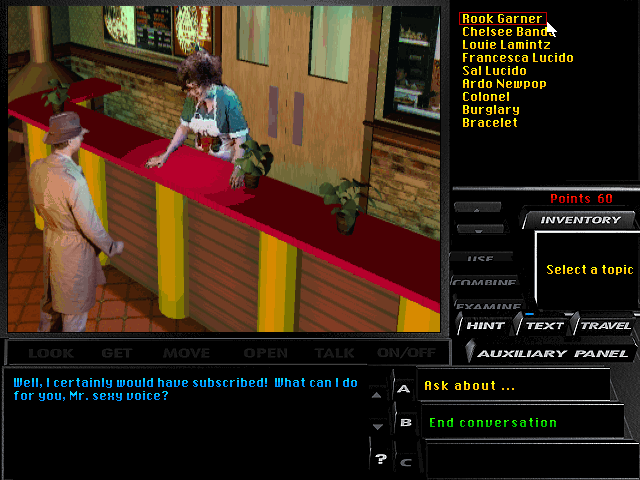 Rook Garner
Chelsee Bando
Louie Lamintz
Francesca Lucido
Sal Lucido
Ardo Newpop
Colonel
Burglary
Bracelet
Points 60
INVENTORY
USE
COMBINE
EXAMINE
Select a topic
HINT TEXT TRAVEL
LOOK GET MOVE OPEN TALK ON/OFF
AUXILIARY PANEL
Well, I certainly would have subscribed! What can I do
for you, Mr. sexy voice?
A Ask about ...
B End conversation
? C